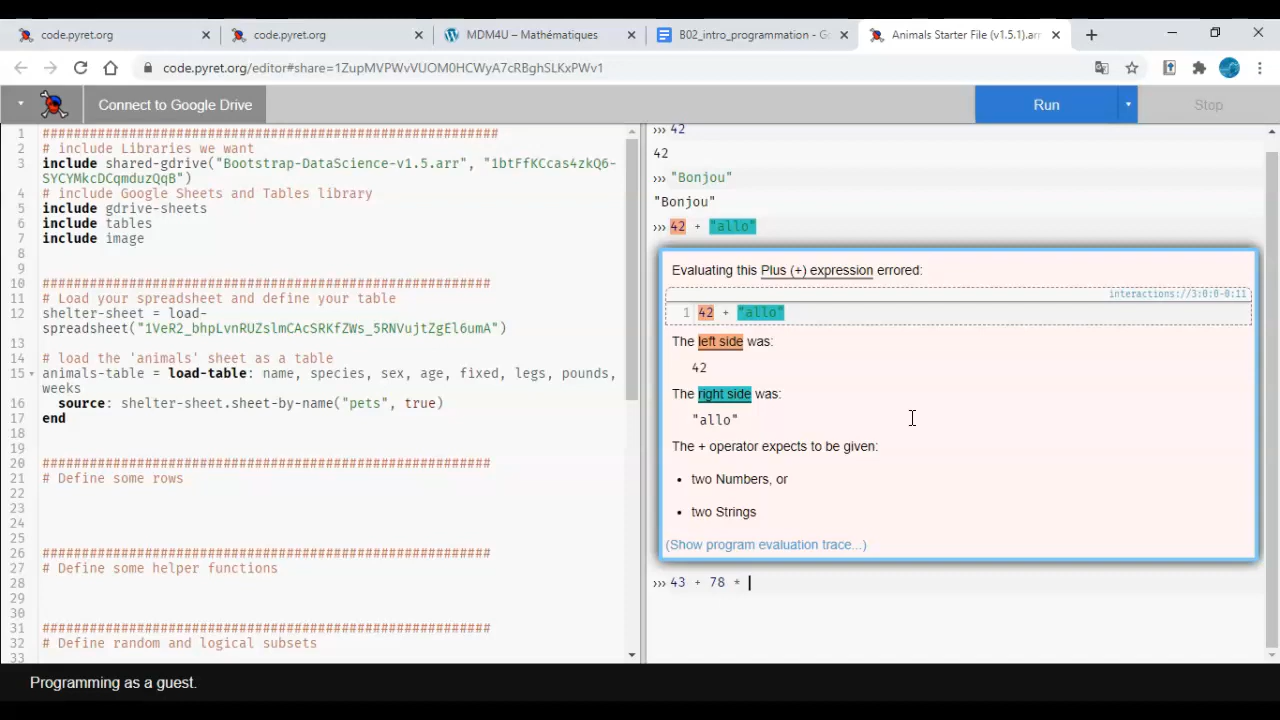 code.pyret.org
code.pyret.org
MDM4U – Mathématiques
B02_intro_programmation - Go
Animals Starter File (v1.5.1).arr
code.pyret.org/editor#share=1ZupMVPWvVUOM0HCWyA7cRBghSLKxPWv1
Connect to Google Drive
Run
Stop
1 ##########################################################
2 # include Libraries we want
3 include shared-gdrive("Bootstrap-DataScience-v1.5.arr", "1btFfKCcas4zkQ6-
SYCYMkcDCqmduzQqB")
4 # include Google Sheets and Tables library
5 include gdrive-sheets
6 include tables
7 include image
8
9
10 #########################################################
11 # Load your spreadsheet and define your table
12 shelter-sheet = load-
spreadsheet("1VeR2_bhpLvnRUZslmCAcSRKfZWs_5RNVujtZgEl6umA")
13
14 # load the 'animals' sheet as a table
15 animals-table = load-table: name, species, sex, age, fixed, legs, pounds,
weeks
16 source: shelter-sheet.sheet-by-name("pets", true)
17 end
18
19
20 #########################################################
21 # Define some rows
22
23
24
25
26 #########################################################
27 # Define some helper functions
28
29
30
31 #########################################################
32 # Define random and logical subsets
33
››› 42
42
››› "Bonjou"
"Bonjou"
››› 42 + "allo"
Evaluating this Plus (+) expression errored:
interactions://3:0:0-0:11
1 42 + "allo"
The left side was:
42
The right side was:
"allo"
The + operator expects to be given:
• two Numbers, or
• two Strings
(Show program evaluation trace...)
››› 43 + 78 *
Programming as a guest.